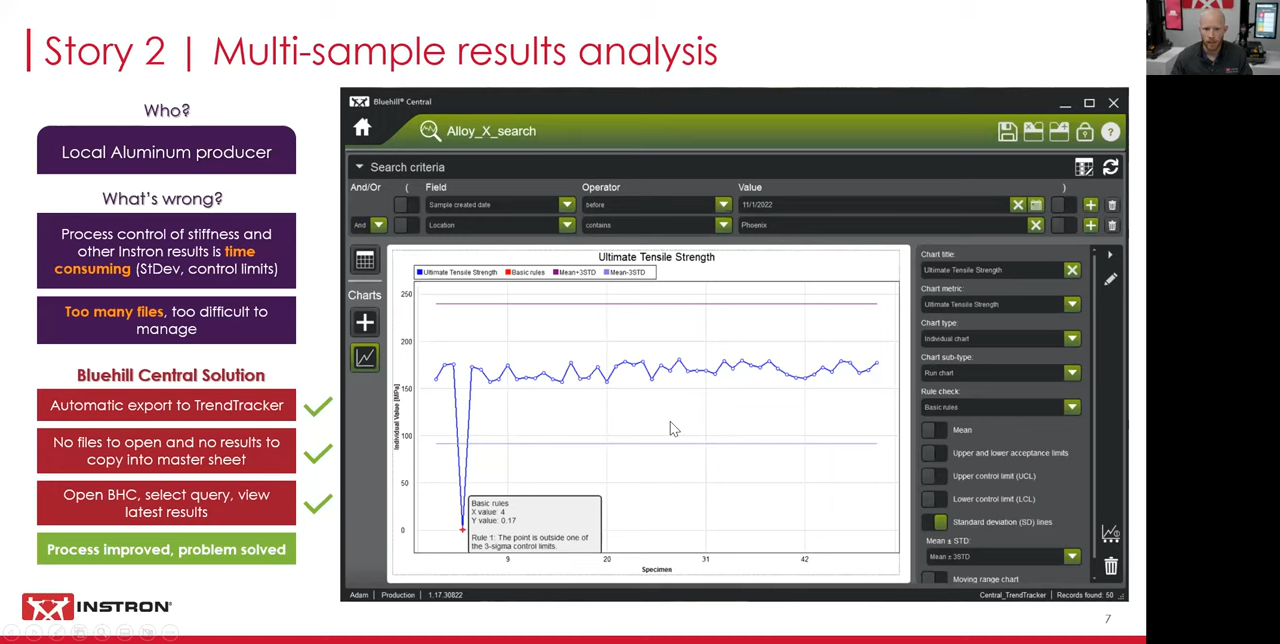 Story 2 | Multi-sample results analysis
Who?
Local Aluminum producer
What's wrong?
Process control of stiffness and
other Instron results is time
consuming (StDev, control limits)
Too many files, too difficult to
manage
Bluehill Central Solution
Automatic export to TrendTracker
No files to open and no results to
copy into master sheet
Open BHC, select query, view
latest results
Process improved, problem solved
INSTRON®
Bluehill® Central
Alloy_X_search
?
Search criteria
And/Or ( Field Operator Value )
Sample created date before 11/1/2022
And Location contains Phoenix
Charts
Ultimate Tensile Strength
Ultimate Tensile Strength Basic rules Mean+3STD Mean-3STD
Individual Value [MPa]
250
200
150
100
50
0
9 20 31 42
Specimen
Basic rules
X value: 4
Y value: 0.17
Rule 1: The point is outside one of
the 3-sigma control limits.
Chart title:
Ultimate Tensile Strength
Chart metric:
Ultimate Tensile Strength
Chart type:
Individual chart
Chart sub-type:
Run chart
Rule check:
Basic rules
Mean
Upper and lower acceptance limits
Upper control limit (UCL)
Lower control limit (LCL)
Standard deviation (SD) lines
Mean ± STD:
Mean ± 3STD
Moving range chart
Adam Production 1.17.30822 Central_TrendTracker Records found: 50
7